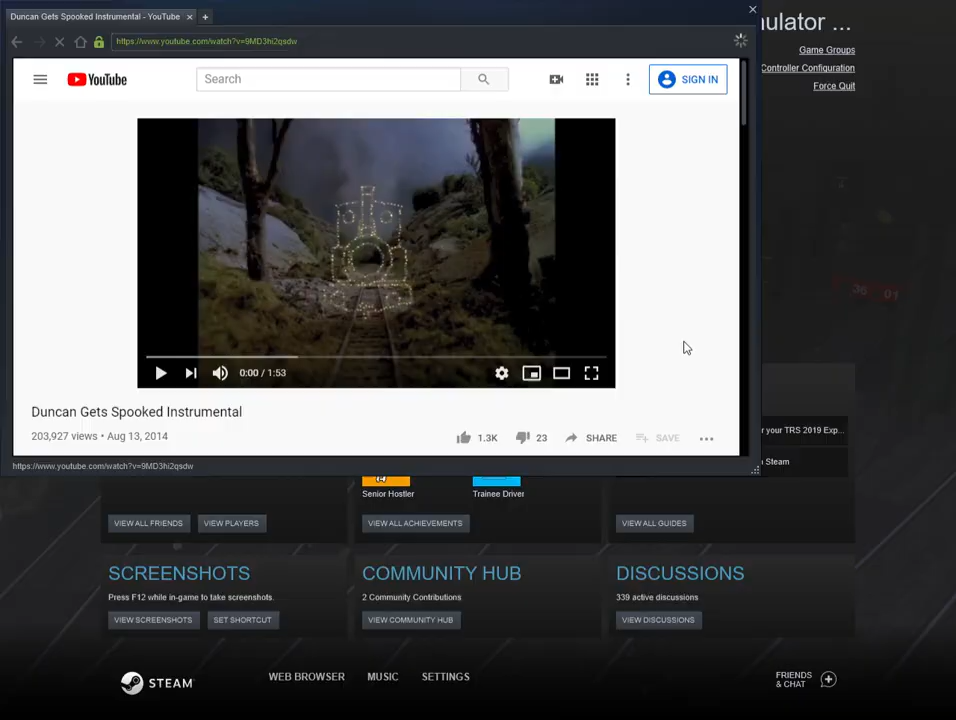 Duncan Gets Spooked Instrumental - YouTube
https://www.youtube.com/watch?v=9MD3hi2qsdw
ulator ...
Game Groups
Controller Configuration
Force Quit
YouTube
Search
SIGN IN
36 01
0:00 / 1:53
Duncan Gets Spooked Instrumental
203,927 views • Aug 13, 2014
1.3K
23
SHARE
SAVE
r your TRS 2019 Exp...
Steam
https://www.youtube.com/watch?v=9MD3hi2qsdw
Senior Hostler
Trainee Driver
VIEW ALL FRIENDS
VIEW PLAYERS
VIEW ALL ACHIEVEMENTS
VIEW ALL GUIDES
SCREENSHOTS
Press F12 while in-game to take screenshots.
VIEW SCREENSHOTS
SET SHORTCUT
COMMUNITY HUB
2 Community Contributions
VIEW COMMUNITY HUB
DISCUSSIONS
339 active discussions
VIEW DISCUSSIONS
STEAM
WEB BROWSER
MUSIC
SETTINGS
FRIENDS
& CHAT